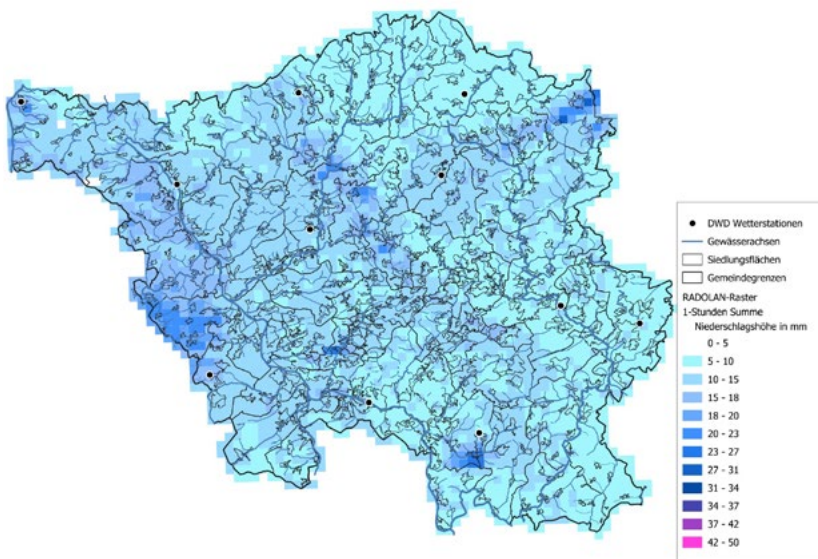 DWD Wetterstationen
Gewässerachsen
Siedlungsflächen
Gemeindegrenzen
RADOLAN-Raster
1-Stunden Summe
Niederschlagshöhe in mm
0 - 5
5 - 10
10 - 15
15 - 18
18 - 20
20 - 23
23 - 27
27 - 31
31 - 34
34 - 37
37 - 42
42 - 50